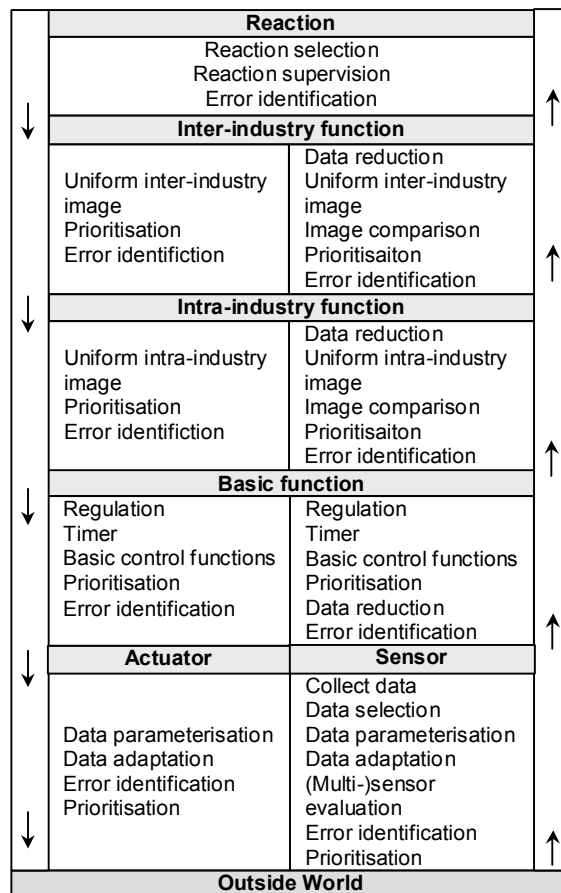 Reaction
Reaction selection
Reaction supervision
Error identification
Inter-industry function
Uniform inter-industry
image
Prioritisation
Error identifiction
Data reduction
Uniform inter-industry
image
Image comparison
Prioritisaiton
Error identification
Intra-industry function
Uniform intra-industry
image
Prioritisation
Error identifiction
Data reduction
Uniform intra-industry
image
Image comparison
Prioritisaiton
Error identification
Basic function
Regulation
Timer
Basic control functions
Prioritisation
Error identification
Regulation
Timer
Basic control functions
Prioritisation
Data reduction
Error identification
Actuator
Data parameterisation
Data adaptation
Error identification
Prioritisation
Sensor
Collect data
Data selection
Data parameterisation
Data adaptation
(Multi-)sensor
evaluation
Error identification
Prioritisation
Outside World